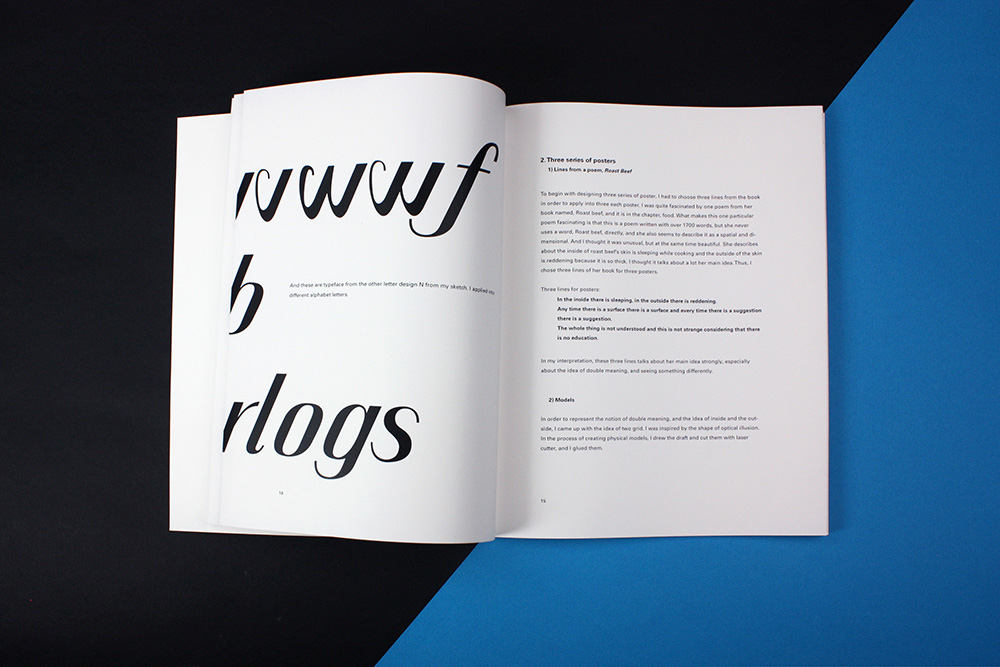 wwwf
And these are typeface from the other letter design N from my sketch. I applied into
different alphabet letters.
b
rlogs
14
2. Three series of posters
1) Lines from a poem, Roast Beef
To begin with designing three series of poster, I had to choose three lines from the book
in order to apply into three each poster. I was quite fascinated by one poem from her
book named, Roast beef, and it is in the chapter, food. What makes this one particular
poem fascinating is that this is a poem written with over 1700 words, but she never
uses a word, Roast beef, directly, and she also seems to describe it as a spatial and di-
mensional. And I thought it was unusual, but at the same time beautiful. She describes
about the inside of roast beef's skin is sleeping while cooking and the outside of the skin
is reddening because it is so thick. I thought it talks about a lot her main idea. Thus, I
chose three lines of her book for three posters.
Three lines for posters:
In the inside there is sleeping, in the outside there is reddening.
Any time there is a surface there is a surface and every time there is a suggestion
there is a suggestion.
The whole thing is not understood and this is not strange considering that there
is no education.
In my interpretation, these three lines talks about her main idea strongly, especially
about the idea of double meaning, and seeing something differently.
2) Models
In order to represent the notion of double meaning, and the idea of inside and the out-
side, I came up with the idea of two grid. I was inspired by the shape of optical illusion.
In the process of creating physical models, I drew the draft and cut them with laser
cutter, and I glued them.
15